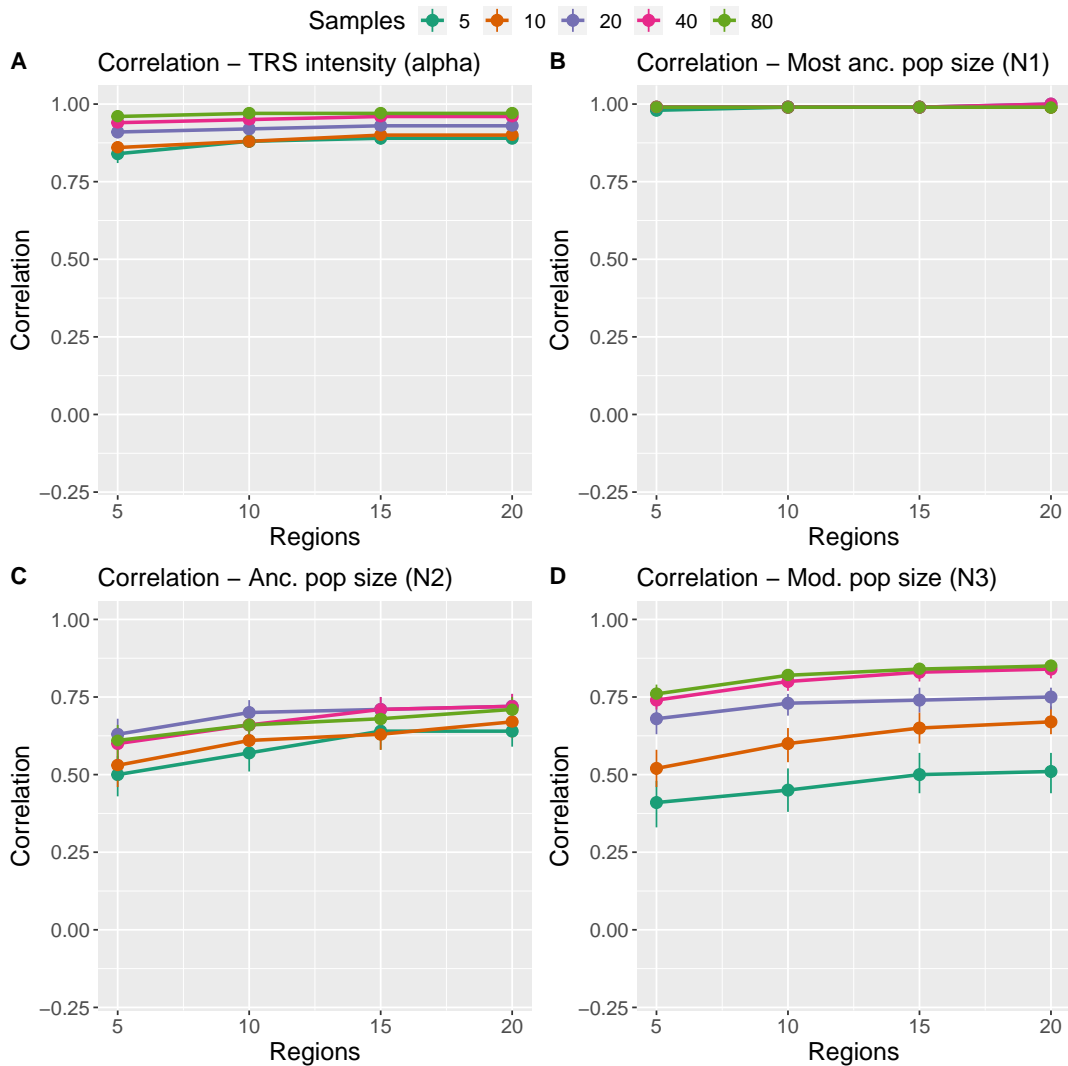 Samples 5 10 20 40 80
A Correlation – TRS intensity (alpha)
1.00
0.75
0.50
0.25
0.00
−0.25
Correlation
5 10 15 20
Regions
B Correlation – Most anc. pop size (N1)
1.00
0.75
0.50
0.25
0.00
−0.25
Correlation
5 10 15 20
Regions
C Correlation – Anc. pop size (N2)
1.00
0.75
0.50
0.25
0.00
−0.25
Correlation
5 10 15 20
Regions
D Correlation – Mod. pop size (N3)
1.00
0.75
0.50
0.25
0.00
−0.25
Correlation
5 10 15 20
Regions